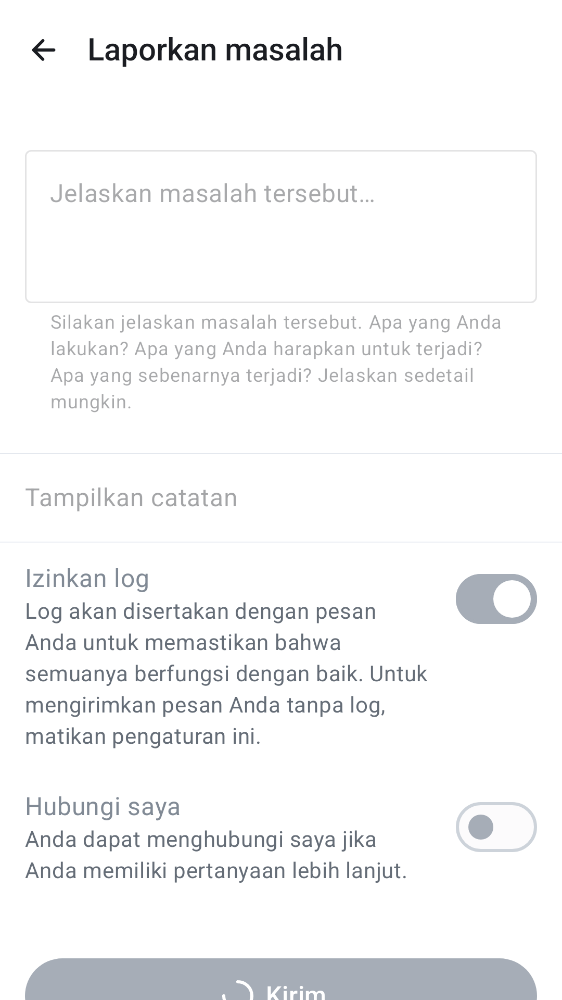 Laporkan masalah
Jelaskan masalah tersebut…
Silakan jelaskan masalah tersebut. Apa yang Anda
lakukan? Apa yang Anda harapkan untuk terjadi?
Apa yang sebenarnya terjadi? Jelaskan sedetail
mungkin.
Tampilkan catatan
Izinkan log
Log akan disertakan dengan pesan
Anda untuk memastikan bahwa
semuanya berfungsi dengan baik. Untuk
mengirimkan pesan Anda tanpa log,
matikan pengaturan ini.
Hubungi saya
Anda dapat menghubungi saya jika
Anda memiliki pertanyaan lebih lanjut.
Kirim